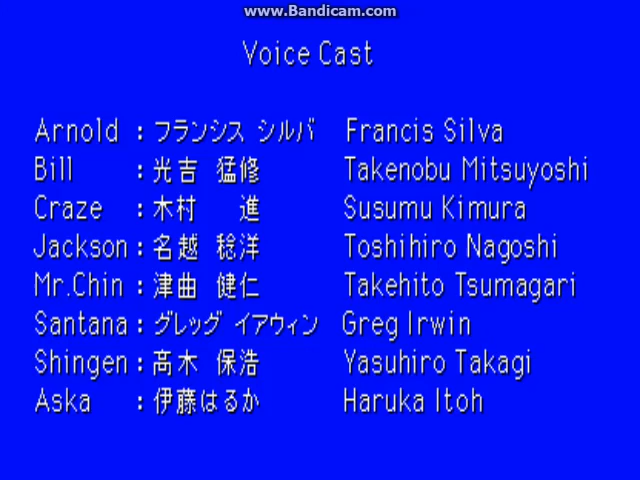 www.Bandicam.com
Voice Cast
Arnold : フランシス シルバ Francis Silva
Bill : 光吉 猛修 Takenobu Mitsuyoshi
Craze : 木村 進 Susumu Kimura
Jackson : 名越 稔洋 Toshihiro Nagoshi
Mr.Chin : 津曲 健仁 Takehito Tsumagari
Santana : グレッグ イアウィン Greg Irwin
Shingen : 高木 保浩 Yasuhiro Takagi
Aska : 伊藤はるか Haruka Itoh